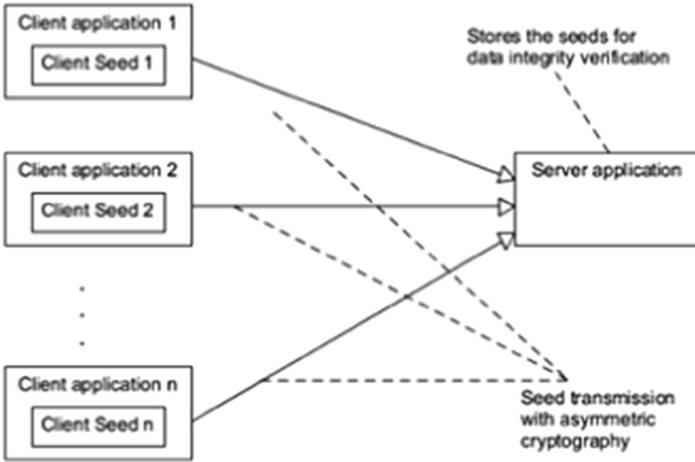 Client application 1
Client Seed 1
Stores the seeds for
data integrity verification
Client application 2
Client Seed 2
Server application
Client application n
Client Seed n
Seed transmission
with asymmetric
cryptography